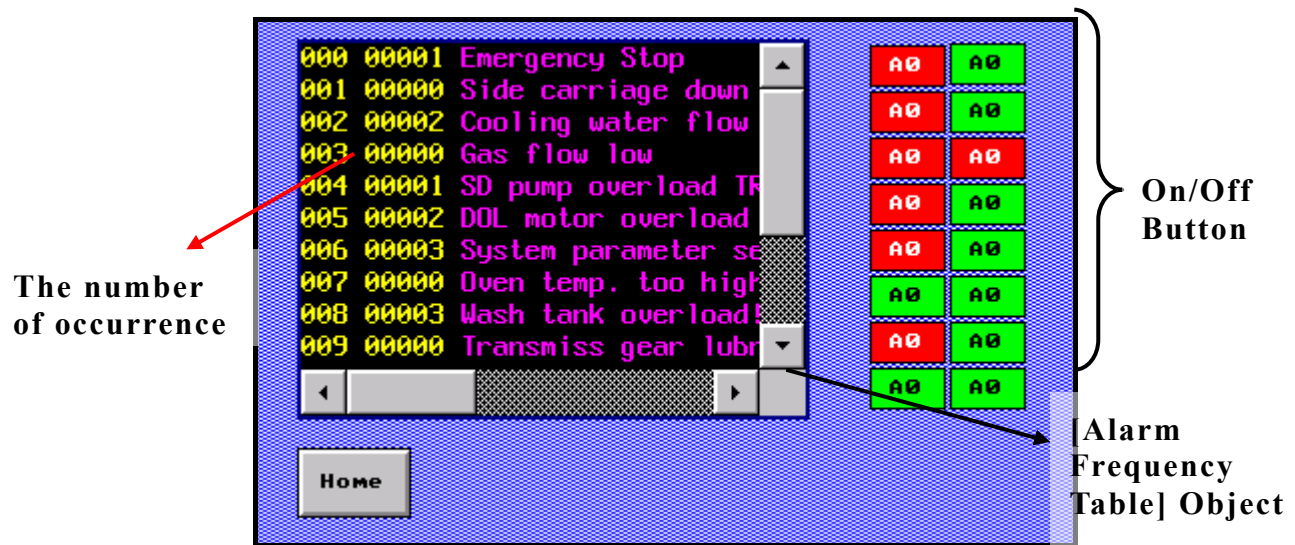 000 00001 Emergency Stop
001 00000 Side carriage down
002 00002 Cooling water flow
003 00000 Gas flow low
004 00001 SD pump overload TR
005 00002 DOL motor overload
006 00003 System parameter se
007 00000 Oven temp. too high
008 00003 Wash tank overload!
009 00000 Transmiss gear lubr
A0 A0
A0 A0
A0 A0
A0 A0
A0 A0
A0 A0
A0 A0
A0 A0
On/Off
Button
The number
of occurrence
[Alarm
Frequency
Table] Object
Home